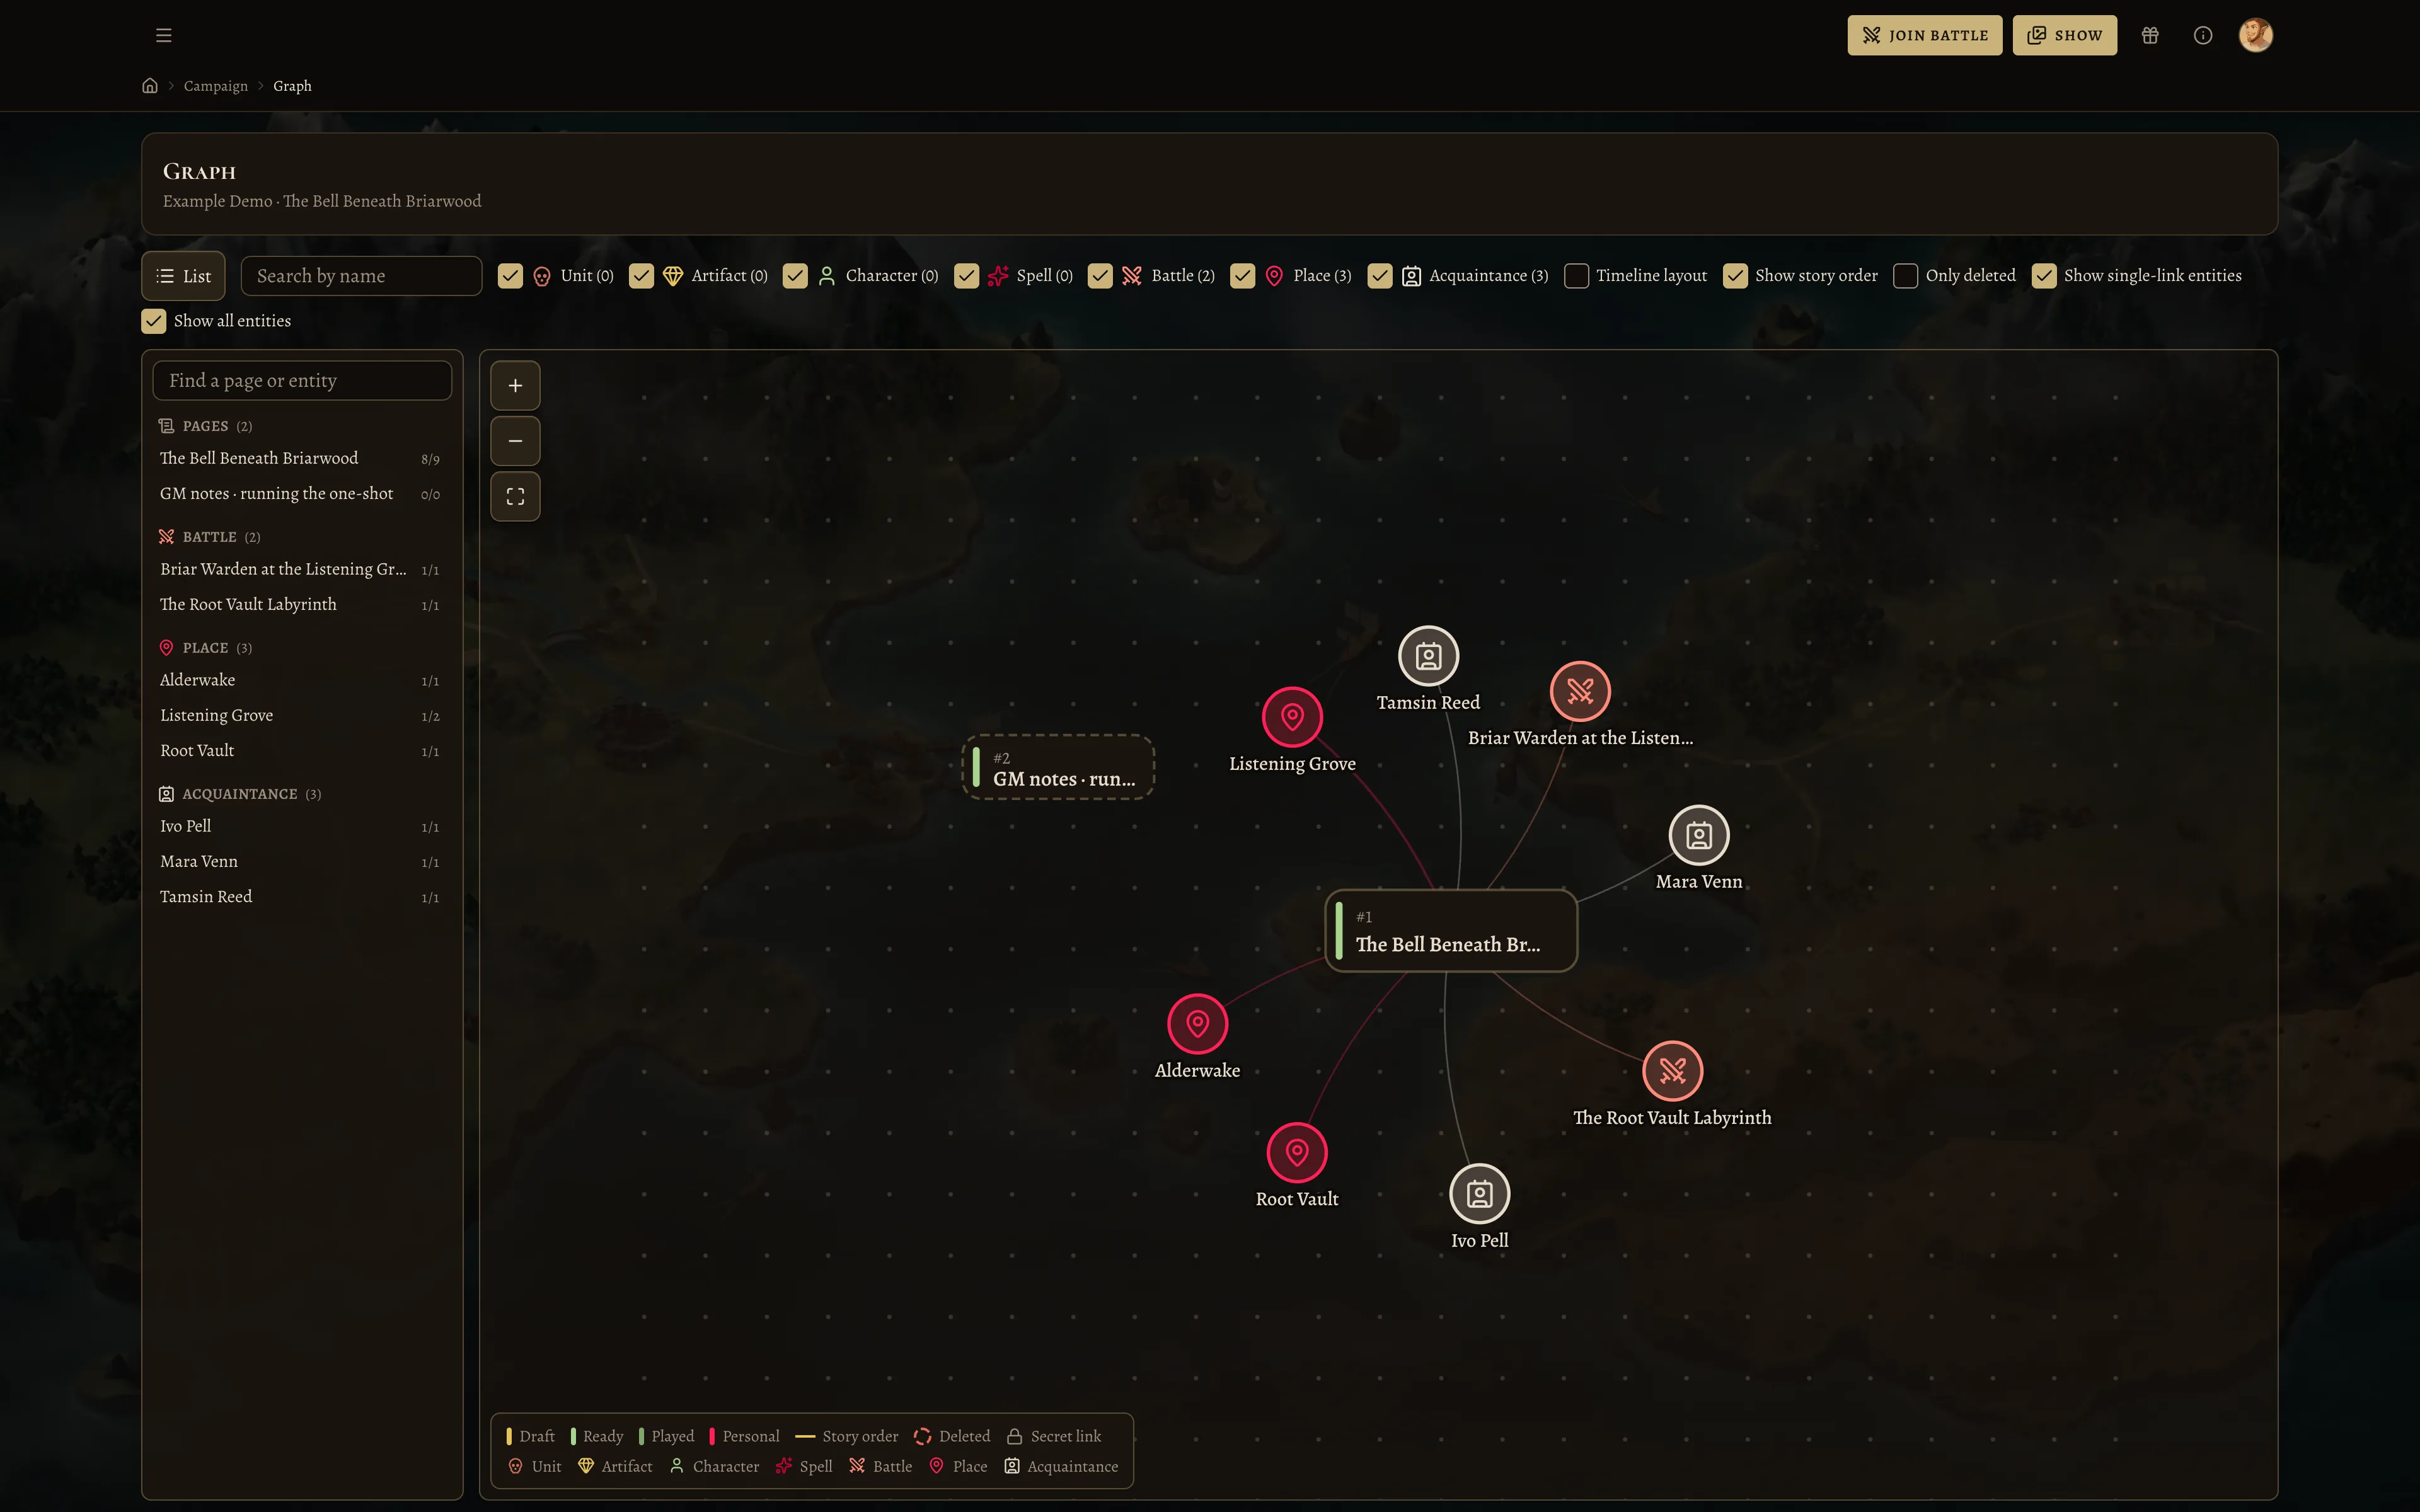 JOIN BATTLE
SHOW
Campaign
Graph
Graph
Example Demo · The Bell Beneath Briarwood
List
Search by name
Unit (0)
Artifact (0)
Character (0)
Spell (0)
Battle (2)
Place (3)
Acquaintance (3)
Timeline layout
Show story order
Only deleted
Show single-link entities
Show all entities
Find a page or entity
PAGES (2)
The Bell Beneath Briarwood 8/9
GM notes · running the one-shot 0/0
BATTLE (2)
Briar Warden at the Listening Gr... 1/1
The Root Vault Labyrinth 1/1
PLACE (3)
Alderwake 1/1
Listening Grove 1/2
Root Vault 1/1
ACQUAINTANCE (3)
Ivo Pell 1/1
Mara Venn 1/1
Tamsin Reed 1/1
Tamsin Reed
Briar Warden at the Listen...
Listening Grove
#2
GM notes · run...
Mara Venn
#1
The Bell Beneath Br...
Alderwake
The Root Vault Labyrinth
Root Vault
Ivo Pell
Draft Ready Played Personal Story order Deleted Secret link
Unit Artifact Character Spell Battle Place Acquaintance